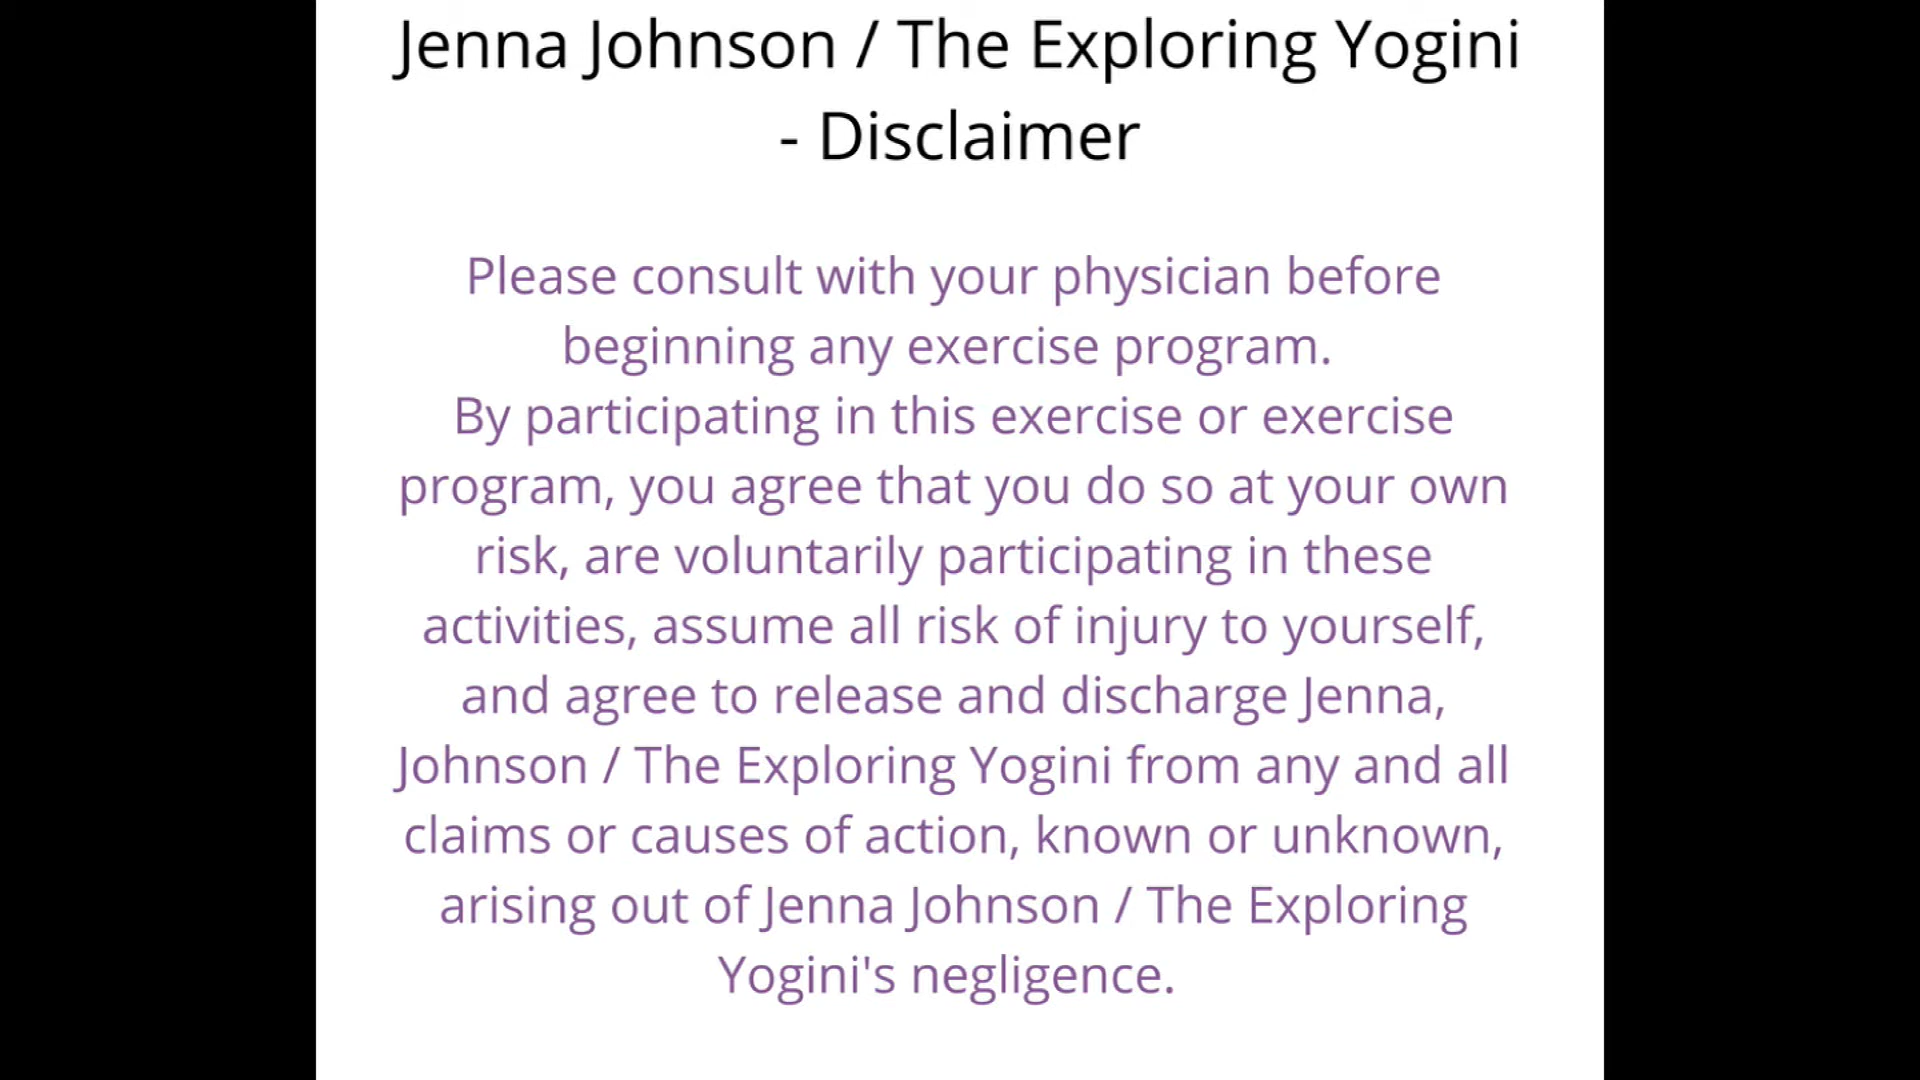 Jenna Johnson / The Exploring Yogini
- Disclaimer
Please consult with your physician before
beginning any exercise program.
By participating in this exercise or exercise
program, you agree that you do so at your own
risk, are voluntarily participating in these
activities, assume all risk of injury to yourself,
and agree to release and discharge Jenna,
Johnson / The Exploring Yogini from any and all
claims or causes of action, known or unknown,
arising out of Jenna Johnson / The Exploring
Yogini's negligence.